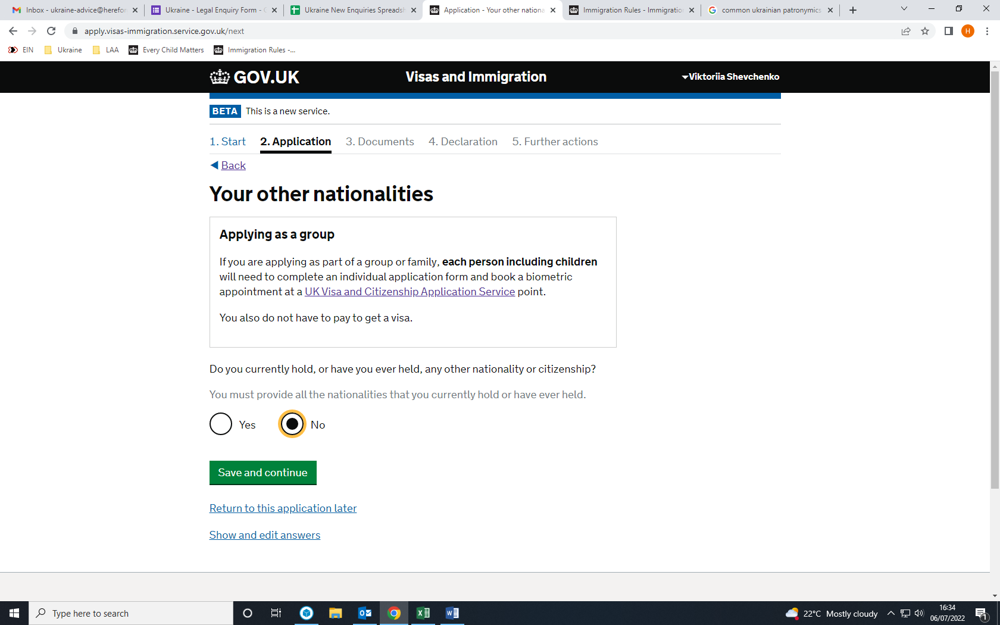 Inbox - ukraine-advice@herefor
Ukraine - Legal Enquiry Form -
Ukraine New Enquiries Spreadsh
Application - Your other nationa
Immigration Rules - Immigratio
common ukrainian patronymics
apply.visas-immigration.service.gov.uk/next
H
EIN
Ukraine
LAA
Every Child Matters
Immigration Rules -...
GOV.UK
Visas and Immigration
Viktoriia Shevchenko
BETA This is a new service.
1. Start 2. Application 3. Documents 4. Declaration 5. Further actions
Back
Your other nationalities
Applying as a group
If you are applying as part of a group or family, each person including children
will need to complete an individual application form and book a biometric
appointment at a UK Visa and Citizenship Application Service point.
You also do not have to pay to get a visa.
Do you currently hold, or have you ever held, any other nationality or citizenship?
You must provide all the nationalities that you currently hold or have ever held.
Yes No
Save and continue
Return to this application later
Show and edit answers
Type here to search
22°C Mostly cloudy
16:34
06/07/2022
1